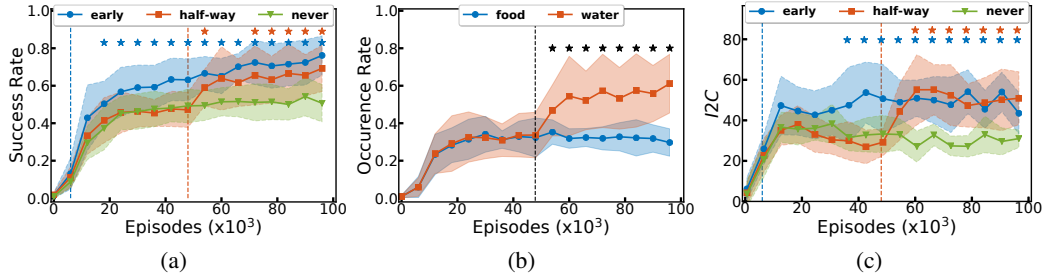 early half-way never
1.0
0.8
0.6
0.4
0.2
0.0
Success Rate
0 20 40 60 80 100
Episodes (x10³)
(a)
food water
1.0
0.8
0.6
0.4
0.2
0.0
Occurence Rate
0 20 40 60 80 100
Episodes (x10³)
(b)
early half-way never
100
80
60
40
20
0
I2C
0 20 40 60 80 100
Episodes (x10³)
(c)